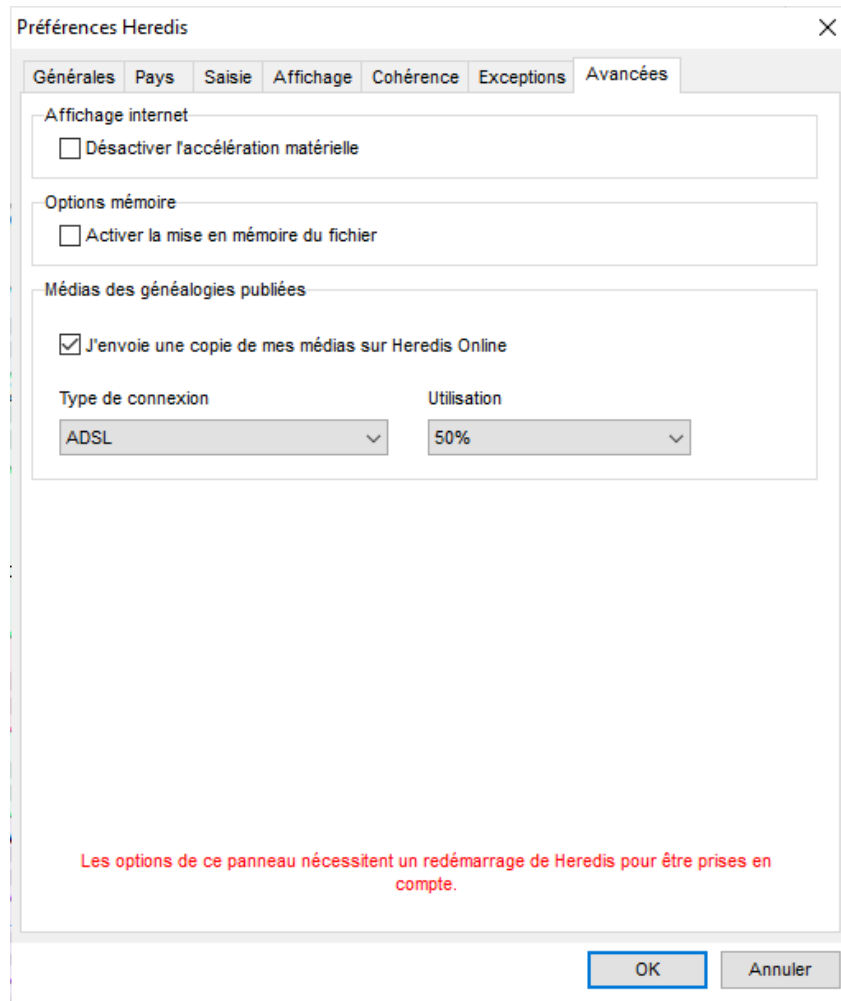 Préférences Heredis
Générales Pays Saisie Affichage Cohérence Exceptions Avancées
Affichage internet
Désactiver l'accélération matérielle
Options mémoire
Activer la mise en mémoire du fichier
Médias des généalogies publiées
J'envoie une copie de mes médias sur Heredis Online
Type de connexion Utilisation
ADSL 50%
Les options de ce panneau nécessitent un redémarrage de Heredis pour être prises en
compte.
OK Annuler